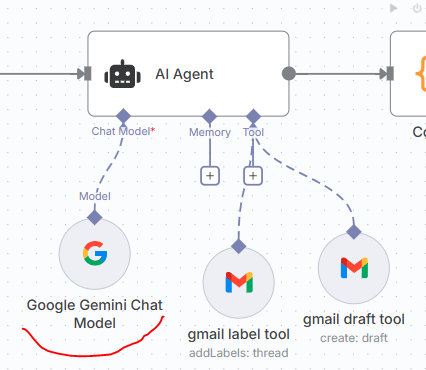 AI Agent
Chat Model*
Memory
Tool
Model
Google Gemini Chat
Model
gmail label tool
addLabels: thread
gmail draft tool
create: draft
Co